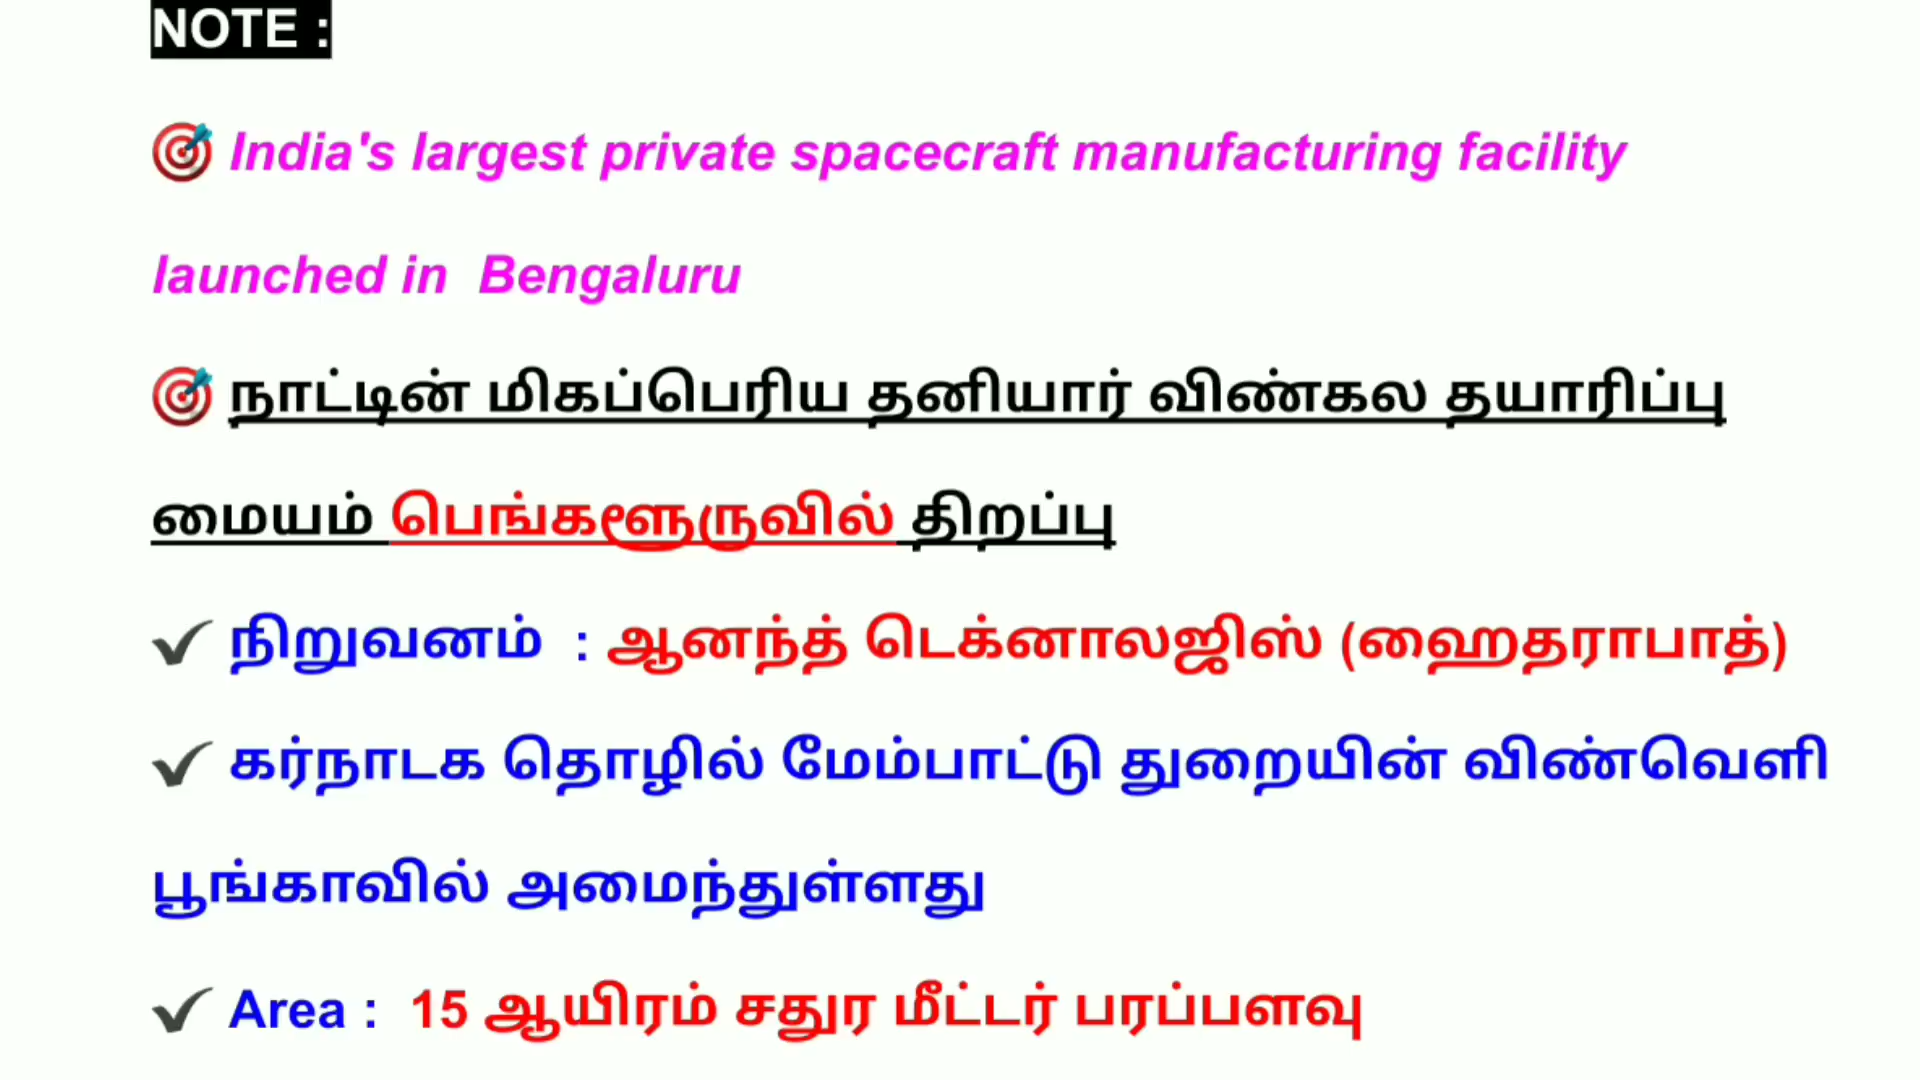 NOTE :
🎯 India's largest private spacecraft manufacturing facility
launched in Bengaluru
🎯 நாட்டின் மிகப்பெரிய தனியார் விண்கல தயாரிப்பு
மையம் பெங்களூருவில் திறப்பு
✔ நிறுவனம் : ஆனந்த் டெக்னாலஜிஸ் (ஹைதராபாத்)
✔ கர்நாடக தொழில் மேம்பாட்டு துறையின் விண்வெளி
பூங்காவில் அமைந்துள்ளது
✔ Area : 15 ஆயிரம் சதுர மீட்டர் பரப்பளவு